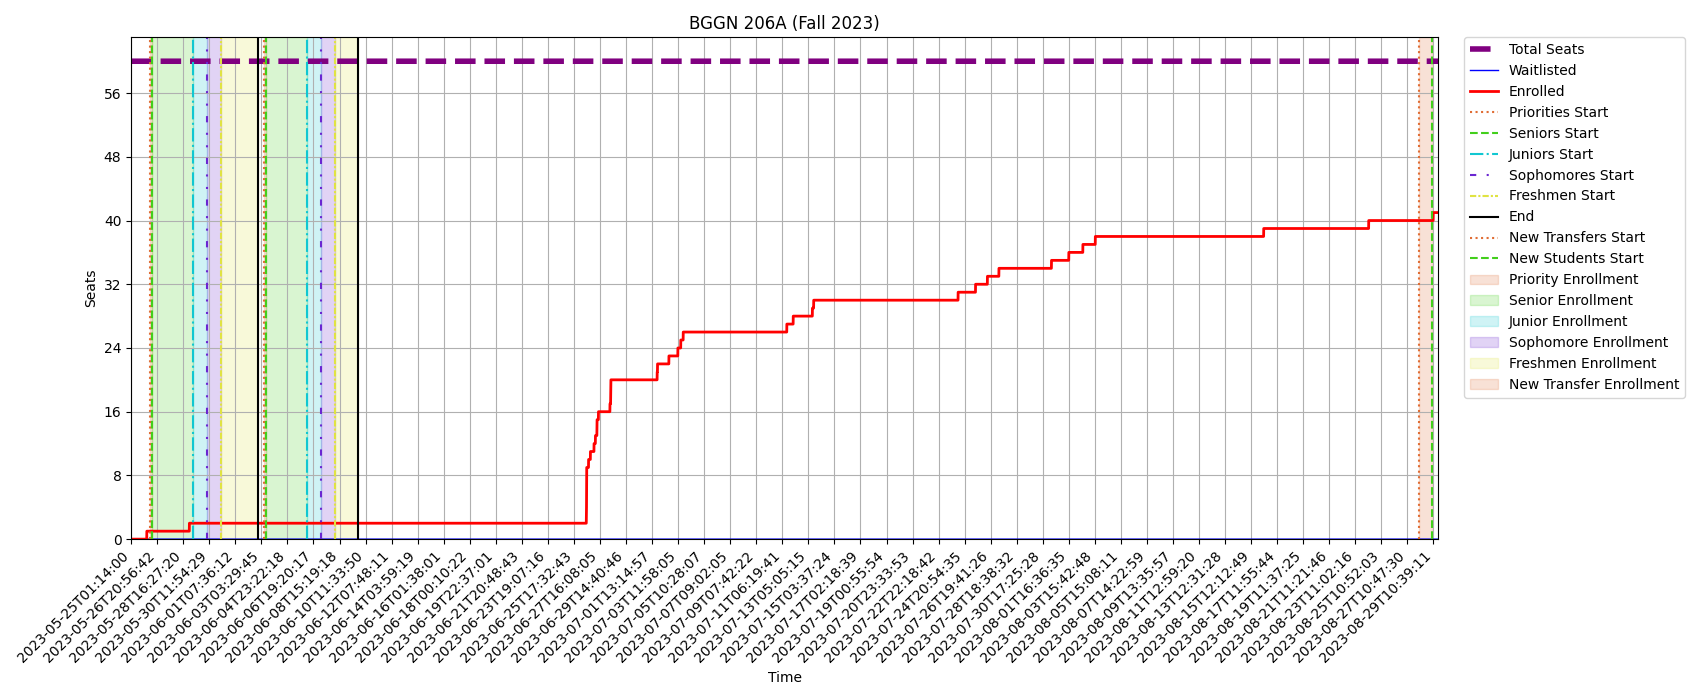 BGGN 206A (Fall 2023)
Seats
56
48
40
32
24
16
8
0
2023-05-25T01:14:00
2023-05-26T20:56:42
2023-05-28T16:27:20
2023-05-30T11:54:29
2023-06-01T07:36:12
2023-06-03T03:29:45
2023-06-04T23:22:18
2023-06-06T19:20:17
2023-06-08T15:19:18
2023-06-10T11:33:50
2023-06-12T07:48:11
2023-06-14T03:59:19
2023-06-16T01:38:01
2023-06-18T00:10:22
2023-06-19T22:37:01
2023-06-21T20:48:43
2023-06-23T19:07:16
2023-06-25T17:32:43
2023-06-27T16:08:05
2023-06-29T14:40:46
2023-07-01T13:14:57
2023-07-03T11:58:05
2023-07-05T10:28:07
2023-07-07T09:02:05
2023-07-09T07:42:22
2023-07-11T06:19:41
2023-07-13T05:05:15
2023-07-15T03:37:24
2023-07-17T02:18:39
2023-07-19T00:55:54
2023-07-20T23:33:53
2023-07-22T22:18:42
2023-07-24T20:54:35
2023-07-26T19:41:26
2023-07-28T18:38:32
2023-07-30T17:25:28
2023-08-01T16:36:35
2023-08-03T15:42:48
2023-08-05T15:08:11
2023-08-07T14:22:59
2023-08-09T13:35:57
2023-08-11T12:59:20
2023-08-13T12:31:28
2023-08-15T12:12:49
2023-08-17T11:55:44
2023-08-19T11:37:25
2023-08-21T11:21:46
2023-08-23T11:02:16
2023-08-25T10:52:03
2023-08-27T10:47:30
2023-08-29T10:39:11
Time
Total Seats
Waitlisted
Enrolled
Priorities Start
Seniors Start
Juniors Start
Sophomores Start
Freshmen Start
End
New Transfers Start
New Students Start
Priority Enrollment
Senior Enrollment
Junior Enrollment
Sophomore Enrollment
Freshmen Enrollment
New Transfer Enrollment